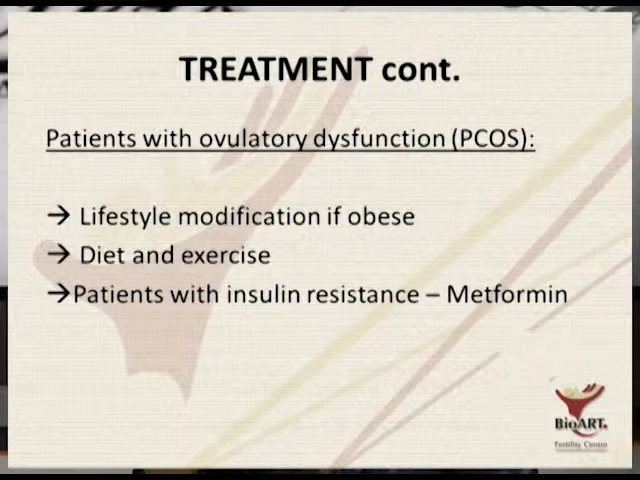 TREATMENT cont.
Patients with ovulatory dysfunction (PCOS):
→ Lifestyle modification if obese
→ Diet and exercise
→Patients with insulin resistance – Metformin
BioART
Fertility Centre